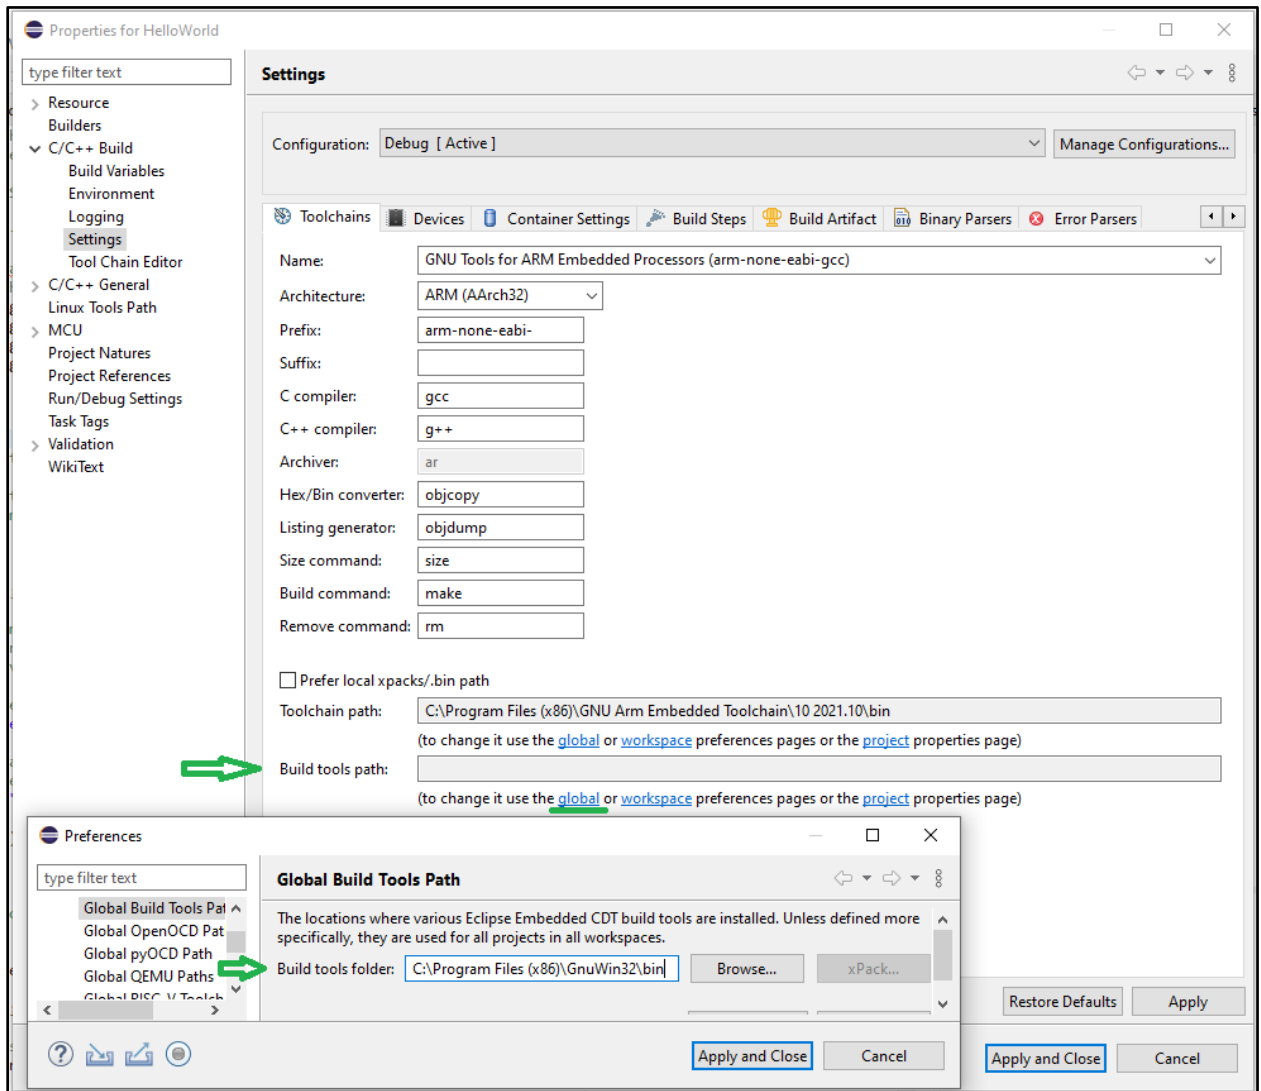 Properties for HelloWorld
type filter text
Resource
Builders
C/C++ Build
Build Variables
Environment
Logging
Settings
Tool Chain Editor
C/C++ General
Linux Tools Path
MCU
Project Natures
Project References
Run/Debug Settings
Task Tags
Validation
WikiText
Settings
Configuration: Debug [ Active ] Manage Configurations...
Toolchains Devices Container Settings Build Steps Build Artifact Binary Parsers Error Parsers
Name: GNU Tools for ARM Embedded Processors (arm-none-eabi-gcc)
Architecture: ARM (AArch32)
Prefix: arm-none-eabi-
Suffix:
C compiler: gcc
C++ compiler: g++
Archiver: ar
Hex/Bin converter: objcopy
Listing generator: objdump
Size command: size
Build command: make
Remove command: rm
Prefer local xpacks/.bin path
Toolchain path: C:\Program Files (x86)\GNU Arm Embedded Toolchain\10 2021.10\bin
(to change it use the global or workspace preferences pages or the project properties page)
Build tools path:
(to change it use the global or workspace preferences pages or the project properties page)
Restore Defaults Apply
Apply and Close Cancel
Preferences
type filter text
Global Build Tools Pat
Global OpenOCD Pat
Global pyOCD Path
Global QEMU Paths
Global RISC-V Toolch
Global Build Tools Path
The locations where various Eclipse Embedded CDT build tools are installed. Unless defined more
specifically, they are used for all projects in all workspaces.
Build tools folder: C:\Program Files (x86)\GnuWin32\bin Browse... xPack...
Apply and Close Cancel